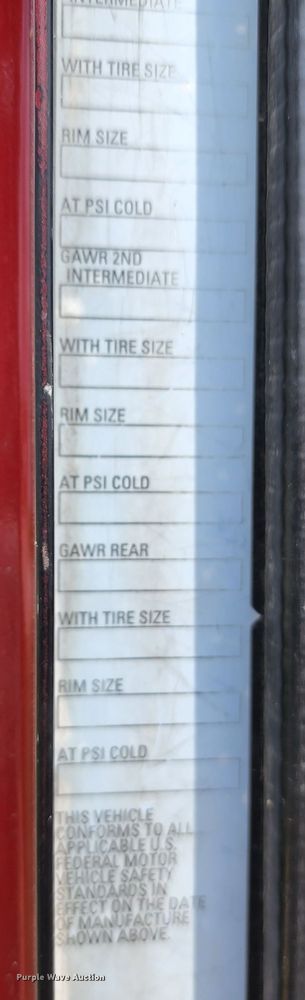 INTERMEDIATE
WITH TIRE SIZE
RIM SIZE
AT PSI COLD
GAWR 2ND
INTERMEDIATE
WITH TIRE SIZE
RIM SIZE
AT PSI COLD
GAWR REAR
WITH TIRE SIZE
RIM SIZE
AT PSI COLD
THIS VEHICLE
CONFORMS TO ALL
APPLICABLE U.S.
FEDERAL MOTOR
VEHICLE SAFETY
STANDARDS IN
EFFECT ON THE DATE
OF MANUFACTURE
SHOWN ABOVE.
Purple Wave Auction